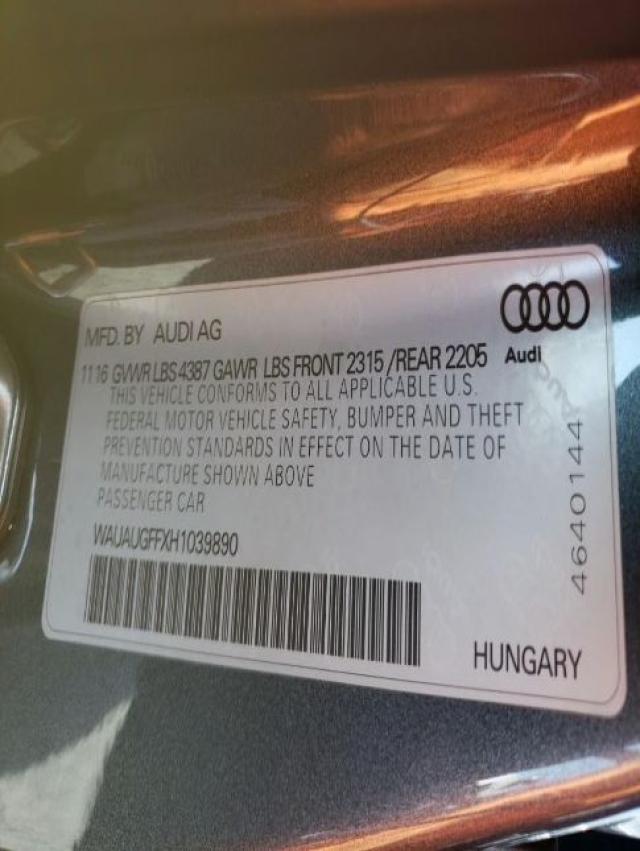 MFD. BY AUDI AG
11 16 GVWR LBS 4387 GAWR LBS FRONT 2315 /REAR 2205
Audi
THIS VEHICLE CONFORMS TO ALL APPLICABLE U.S.
FEDERAL MOTOR VEHICLE SAFETY, BUMPER AND THEFT
PREVENTION STANDARDS IN EFFECT ON THE DATE OF
MANUFACTURE SHOWN ABOVE
PASSENGER CAR
WAUAUGFFXH1039890
4640144
HUNGARY